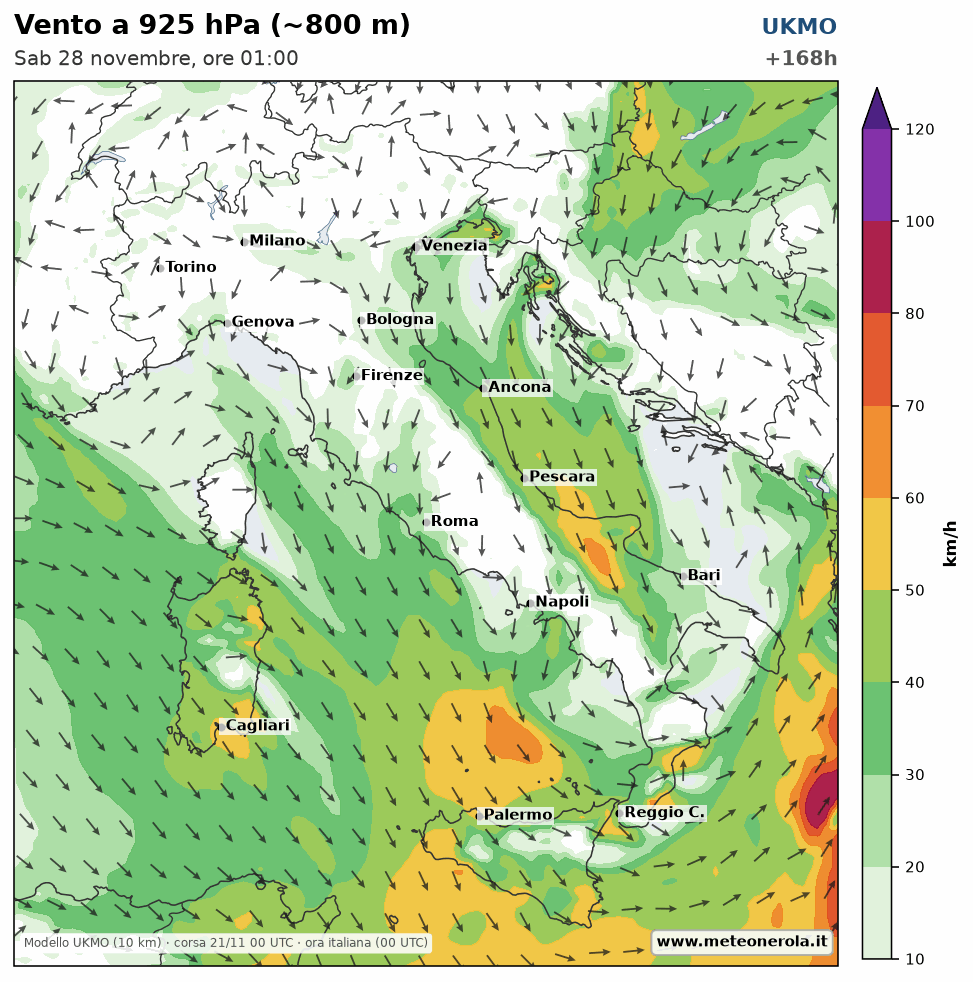 Vento a 925 hPa (~800 m)
UKMO
Sab 28 novembre, ore 01:00
+168h
Milano
Venezia
Torino
Genova
Bologna
Firenze
Ancona
Pescara
Roma
Bari
Napoli
Cagliari
Palermo
Reggio C.
120
100
80
70
60
50
40
30
20
10
km/h
Modello UKMO (10 km) · corsa 21/11 00 UTC · ora italiana (00 UTC)
www.meteonerola.it